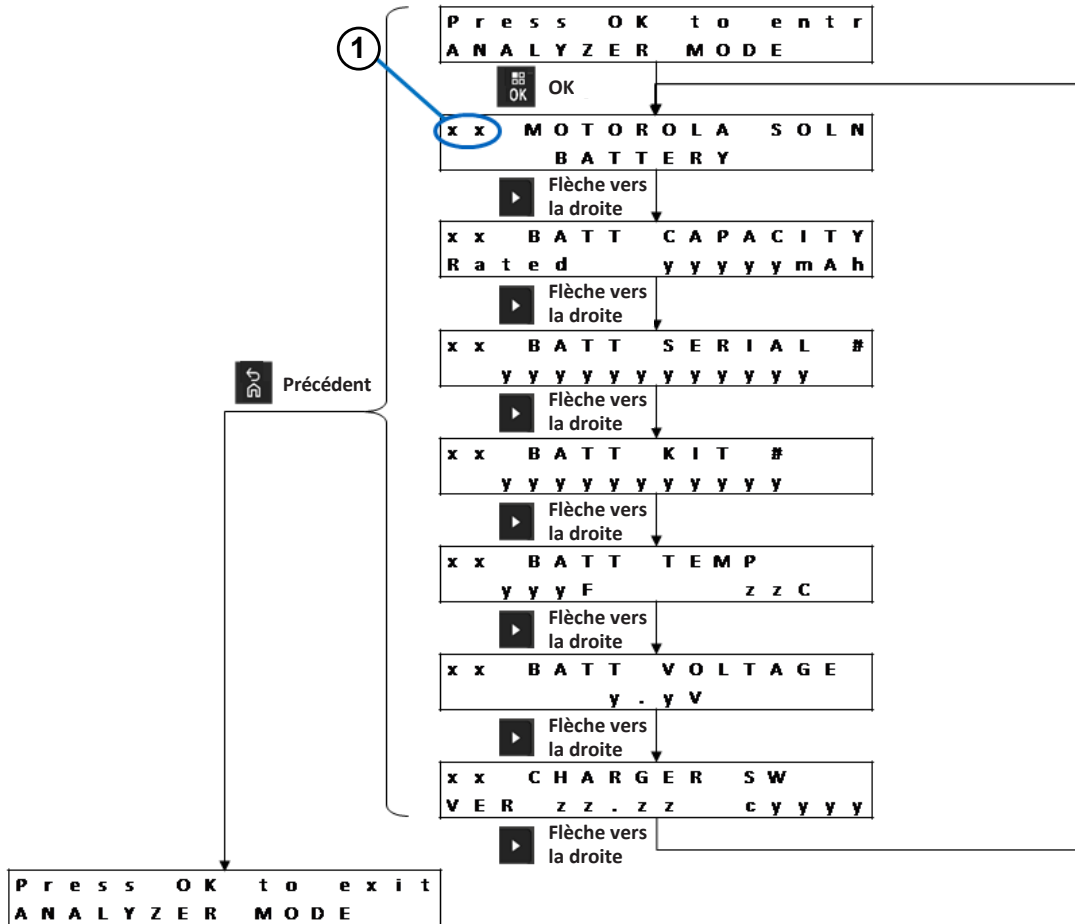 Press OK to entr
ANALYZER MODE
1
OK
OK
xx MOTOROLA SOLN
BATTERY
Flèche vers
la droite
xx BATT CAPACITY
Rated yyyyymAh
Flèche vers
la droite
xx BATT SERIAL #
yyyyyyyyyyyy
Flèche vers
la droite
Précédent
xx BATT KIT #
yyyyyyyyyyy
Flèche vers
la droite
xx BATT TEMP
yyyF zzC
Flèche vers
la droite
xx BATT VOLTAGE
y.yV
Flèche vers
la droite
xx CHARGER SW
VER zz.zz cyyyy
Flèche vers
la droite
Press OK to exit
ANALYZER MODE